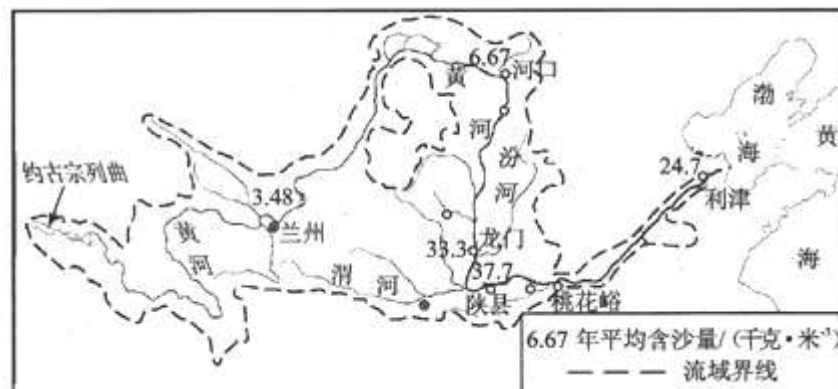 6.67
黄
河口
渤
河
汾
黄
海
约古宗列曲
河
24.7
3.48
利津
兰州
龙门
黄
33.3
河
37.7
海
渭
河
陕县
桃花峪
6.67 年平均含沙量/(千克·米⁻³)
流域界线